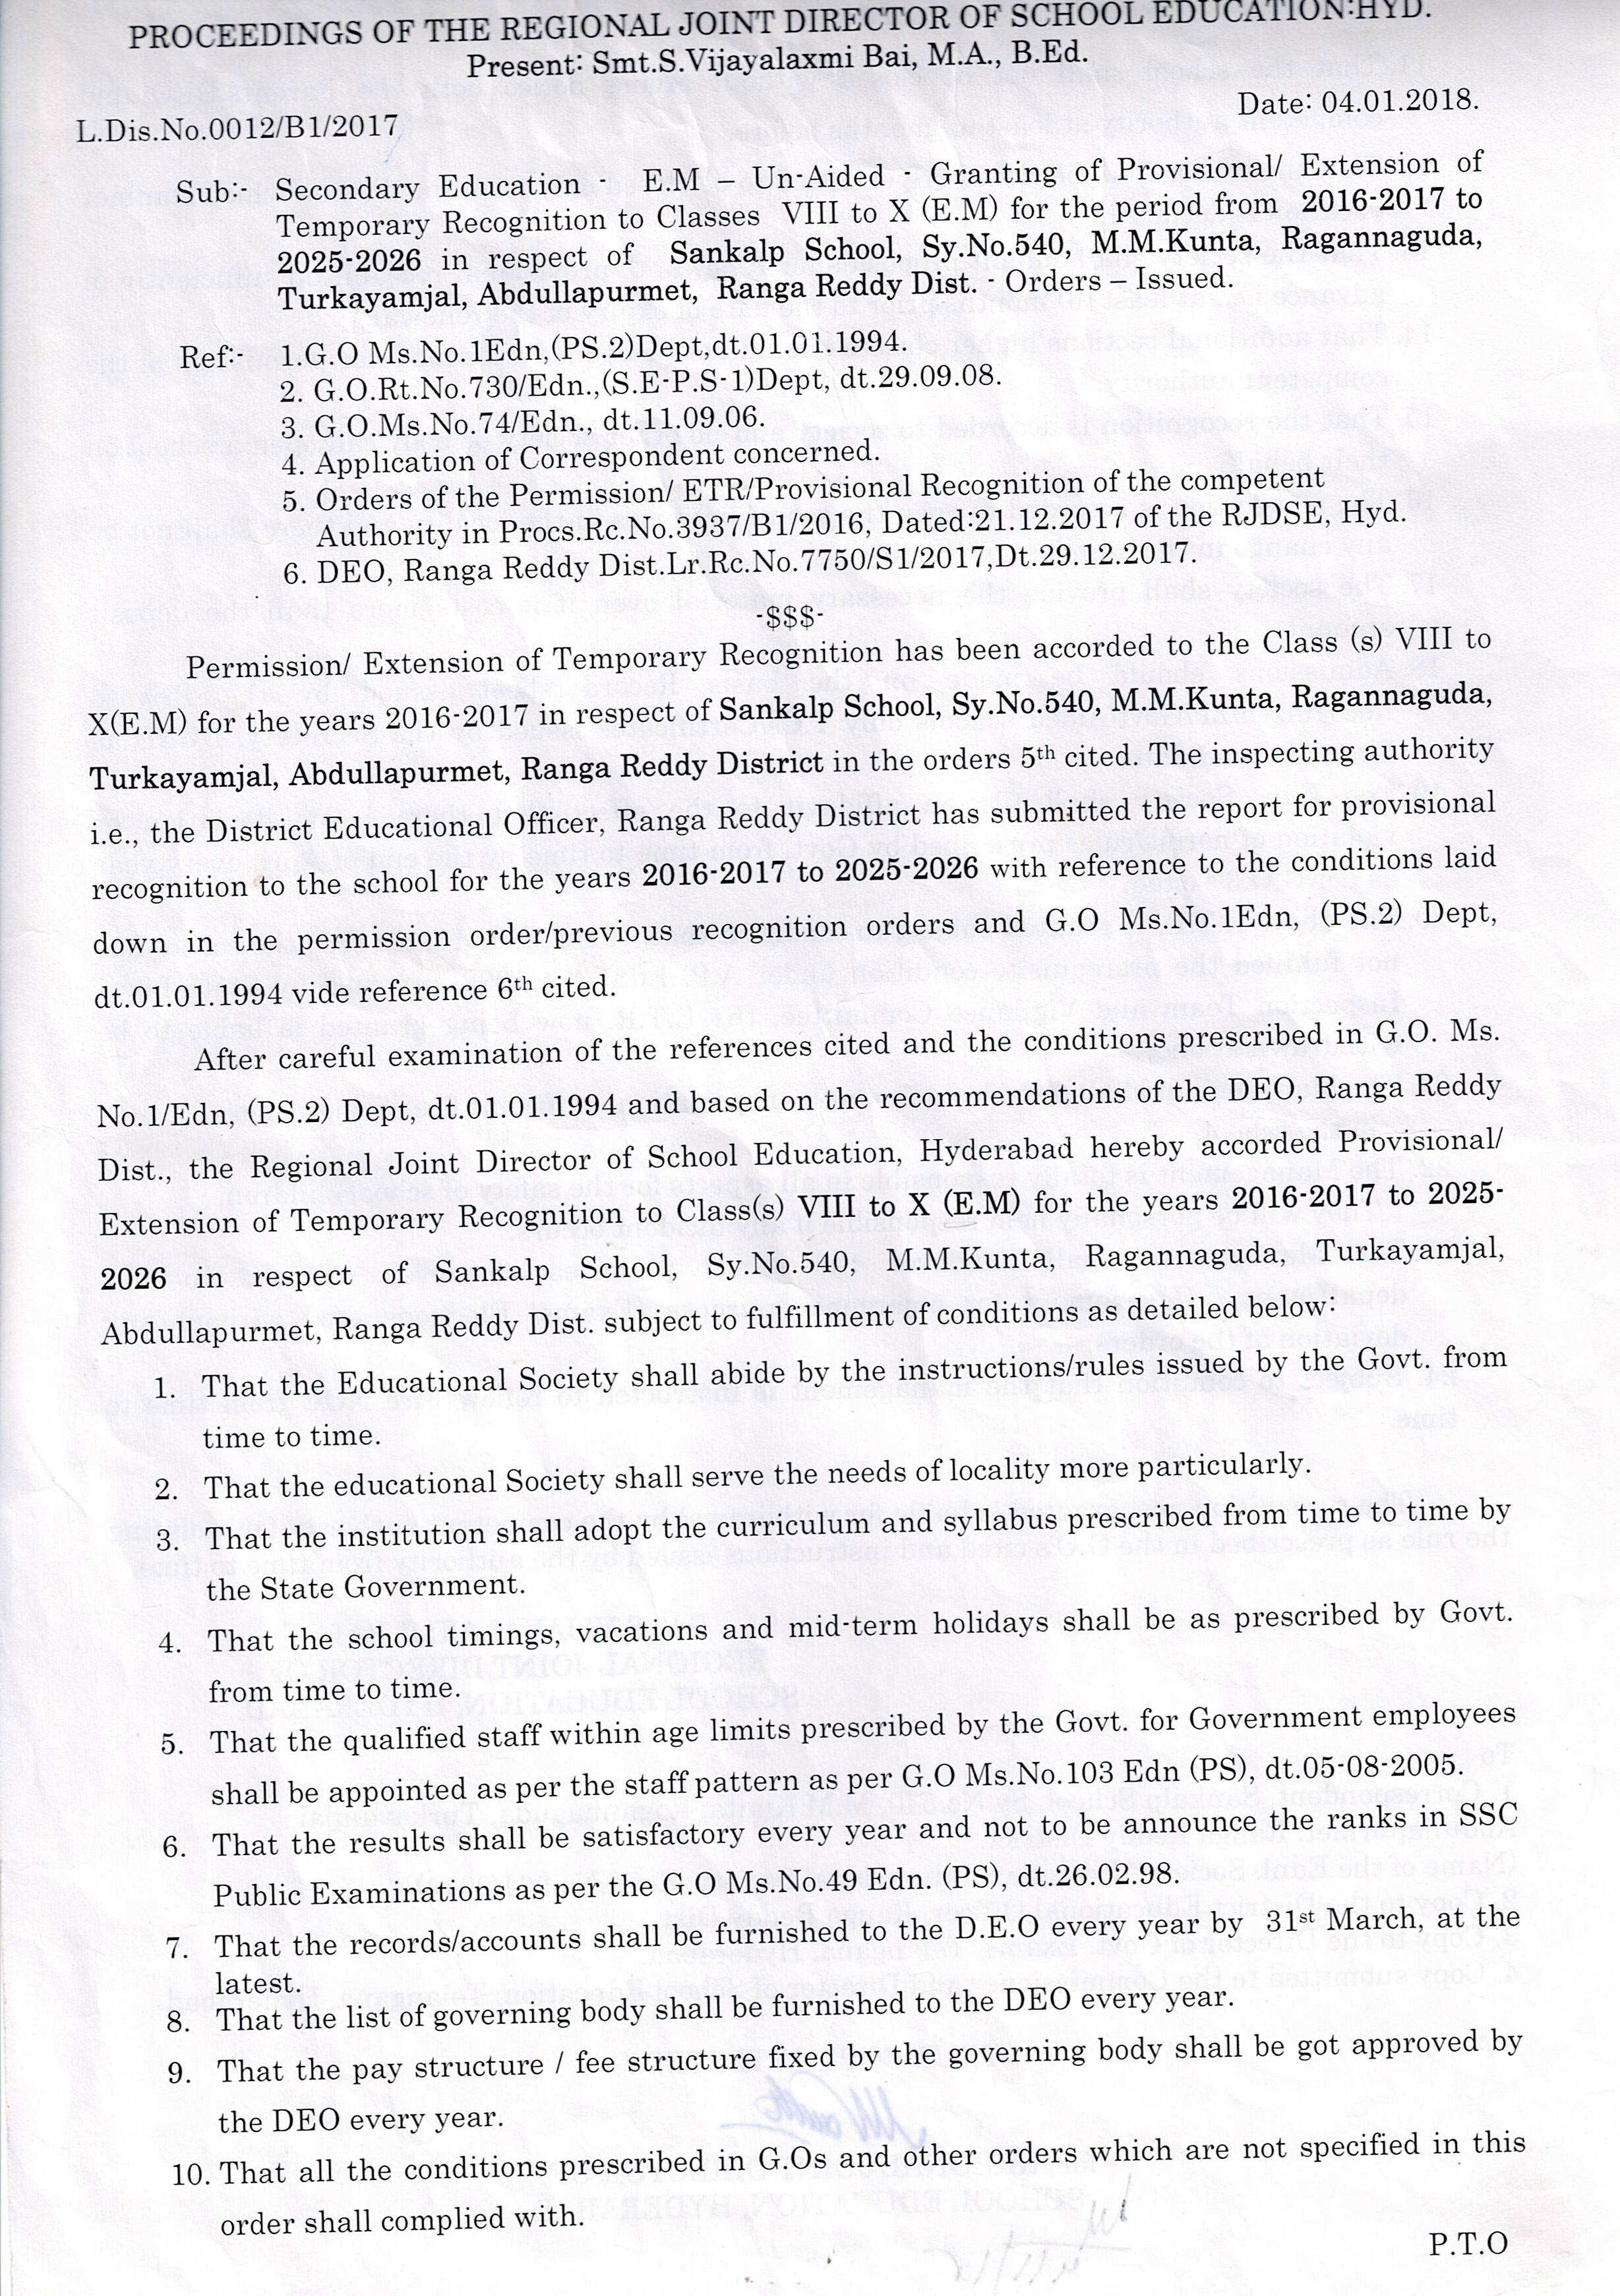 PROCEEDINGS OF THE REGIONAL JOINT DIRECTOR OF SCHOOL EDUCATION:HYD.
Present: Smt.S.Vijayalaxmi Bai, M.A., B.Ed.
L.Dis.No.0012/B1/2017
Date: 04.01.2018.
Sub:- Secondary Education - E.M – Un-Aided - Granting of Provisional/ Extension of
Temporary Recognition to Classes VIII to X (E.M) for the period from 2016-2017 to
2025-2026 in respect of Sankalp School, Sy.No.540, M.M.Kunta, Ragannaguda,
Turkayamjal, Abdullapurmet, Ranga Reddy Dist. - Orders – Issued.
Ref:- 1.G.O Ms.No.1Edn,(PS.2)Dept,dt.01.01.1994.
2. G.O.Rt.No.730/Edn.,(S.E-P.S-1)Dept, dt.29.09.08.
3. G.O.Ms.No.74/Edn., dt.11.09.06.
4. Application of Correspondent concerned.
5. Orders of the Permission/ ETR/Provisional Recognition of the competent
Authority in Procs.Rc.No.3937/B1/2016, Dated:21.12.2017 of the RJDSE, Hyd.
6. DEO, Ranga Reddy Dist.Lr.Rc.No.7750/S1/2017,Dt.29.12.2017.
-$$$-
Permission/ Extension of Temporary Recognition has been accorded to the Class (s) VIII to
X(E.M) for the years 2016-2017 in respect of Sankalp School, Sy.No.540, M.M.Kunta, Ragannaguda,
Turkayamjal, Abdullapurmet, Ranga Reddy District in the orders 5th cited. The inspecting authority
i.e., the District Educational Officer, Ranga Reddy District has submitted the report for provisional
recognition to the school for the years 2016-2017 to 2025-2026 with reference to the conditions laid
down in the permission order/previous recognition orders and G.O Ms.No.1Edn, (PS.2) Dept,
dt.01.01.1994 vide reference 6th cited.
After careful examination of the references cited and the conditions prescribed in G.O. Ms.
No.1/Edn, (PS.2) Dept, dt.01.01.1994 and based on the recommendations of the DEO, Ranga Reddy
Dist., the Regional Joint Director of School Education, Hyderabad hereby accorded Provisional/
Extension of Temporary Recognition to Class(s) VIII to X (E.M) for the years 2016-2017 to 2025-
2026 in respect of Sankalp School, Sy.No.540, M.M.Kunta, Ragannaguda, Turkayamjal,
Abdullapurmet, Ranga Reddy Dist. subject to fulfillment of conditions as detailed below:
1. That the Educational Society shall abide by the instructions/rules issued by the Govt. from
time to time.
2. That the educational Society shall serve the needs of locality more particularly.
3. That the institution shall adopt the curriculum and syllabus prescribed from time to time by
the State Government.
4. That the school timings, vacations and mid-term holidays shall be as prescribed by Govt.
from time to time.
5. That the qualified staff within age limits prescribed by the Govt. for Government employees
shall be appointed as per the staff pattern as per G.O Ms.No.103 Edn (PS), dt.05-08-2005.
6. That the results shall be satisfactory every year and not to be announce the ranks in SSC
Public Examinations as per the G.O Ms.No.49 Edn. (PS), dt.26.02.98.
7. That the records/accounts shall be furnished to the D.E.O every year by 31st March, at the
latest.
8. That the list of governing body shall be furnished to the DEO every year.
9. That the pay structure / fee structure fixed by the governing body shall be got approved by
the DEO every year.
10. That all the conditions prescribed in G.Os and other orders which are not specified in this
order shall complied with.
P.T.O